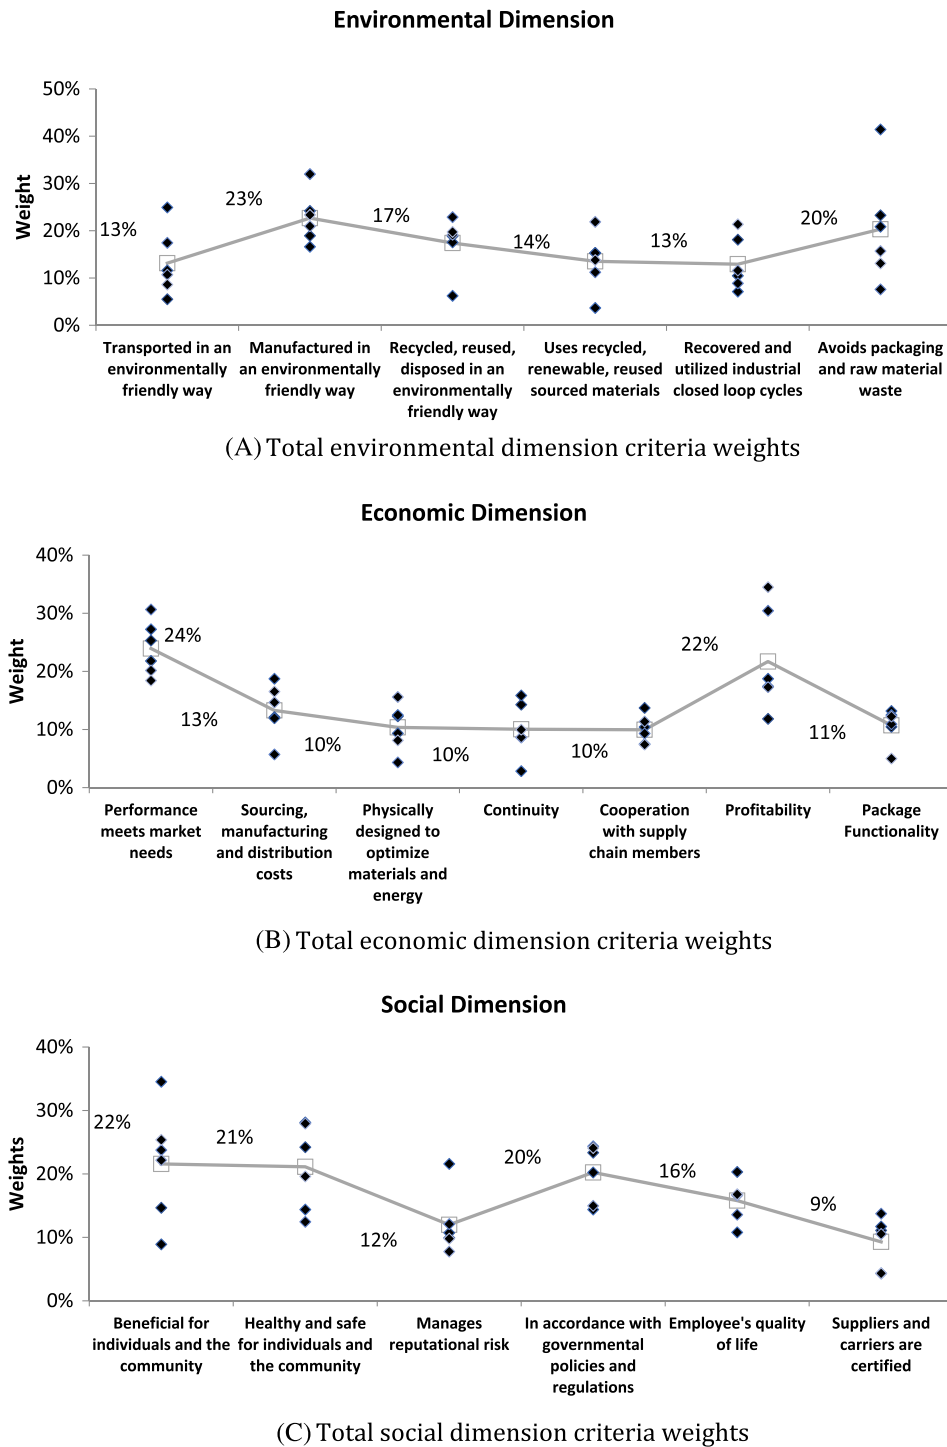 Environmental Dimension
50%
40%
30%
20%
10%
0%
Weight
13%
23%
17%
14%
13%
20%
Transported in an
environmentally
friendly way
Manufactured in
an environmentally
friendly way
Recycled, reused,
disposed in an
environmentally
friendly way
Uses recycled,
renewable, reused
sourced materials
Recovered and
utilized industrial
closed loop cycles
Avoids packaging
and raw material
waste
(A) Total environmental dimension criteria weights
Economic Dimension
40%
30%
20%
10%
0%
Weight
24%
13%
10%
10%
10%
22%
11%
Performance
meets market
needs
Sourcing,
manufacturing
and distribution
costs
Physically
designed to
optimize
materials and
energy
Continuity
Cooperation
with supply
chain members
Profitability
Package
Functionality
(B) Total economic dimension criteria weights
Social Dimension
40%
30%
20%
10%
0%
Weights
22%
21%
12%
20%
16%
9%
Beneficial for
individuals and the
community
Healthy and safe
for individuals and
the community
Manages
reputational risk
In accordance with
governmental
policies and
regulations
Employee's quality
of life
Suppliers and
carriers are
certified
(C) Total social dimension criteria weights